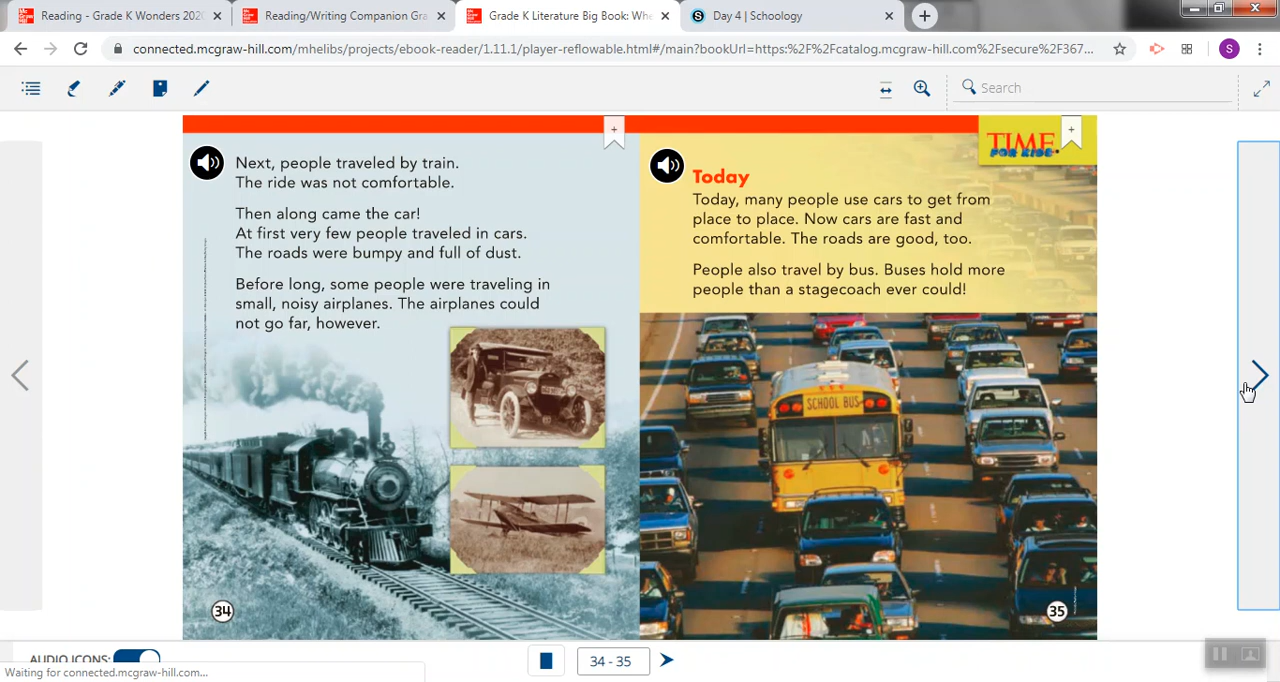 Reading - Grade K Wonders 2020
Reading/Writing Companion Gra
Grade K Literature Big Book: Whe
Day 4 | Schoology
connected.mcgraw-hill.com/mhelibs/projects/ebook-reader/1.11.1/player-reflowable.html#/main?bookUrl=https:%2F%2Fcatalog.mcgraw-hill.com%2Fsecure%2F367...
S
Search
Next, people traveled by train.
The ride was not comfortable.
Then along came the car!
At first very few people traveled in cars.
The roads were bumpy and full of dust.
Before long, some people were traveling in
small, noisy airplanes. The airplanes could
not go far, however.
34
TIME
FOR KIDS
Today
Today, many people use cars to get from
place to place. Now cars are fast and
comfortable. The roads are good, too.
People also travel by bus. Buses hold more
people than a stagecoach ever could!
SCHOOL BUS
35
AUDIO ICONS:
34 - 35
Waiting for connected.mcgraw-hill.com...